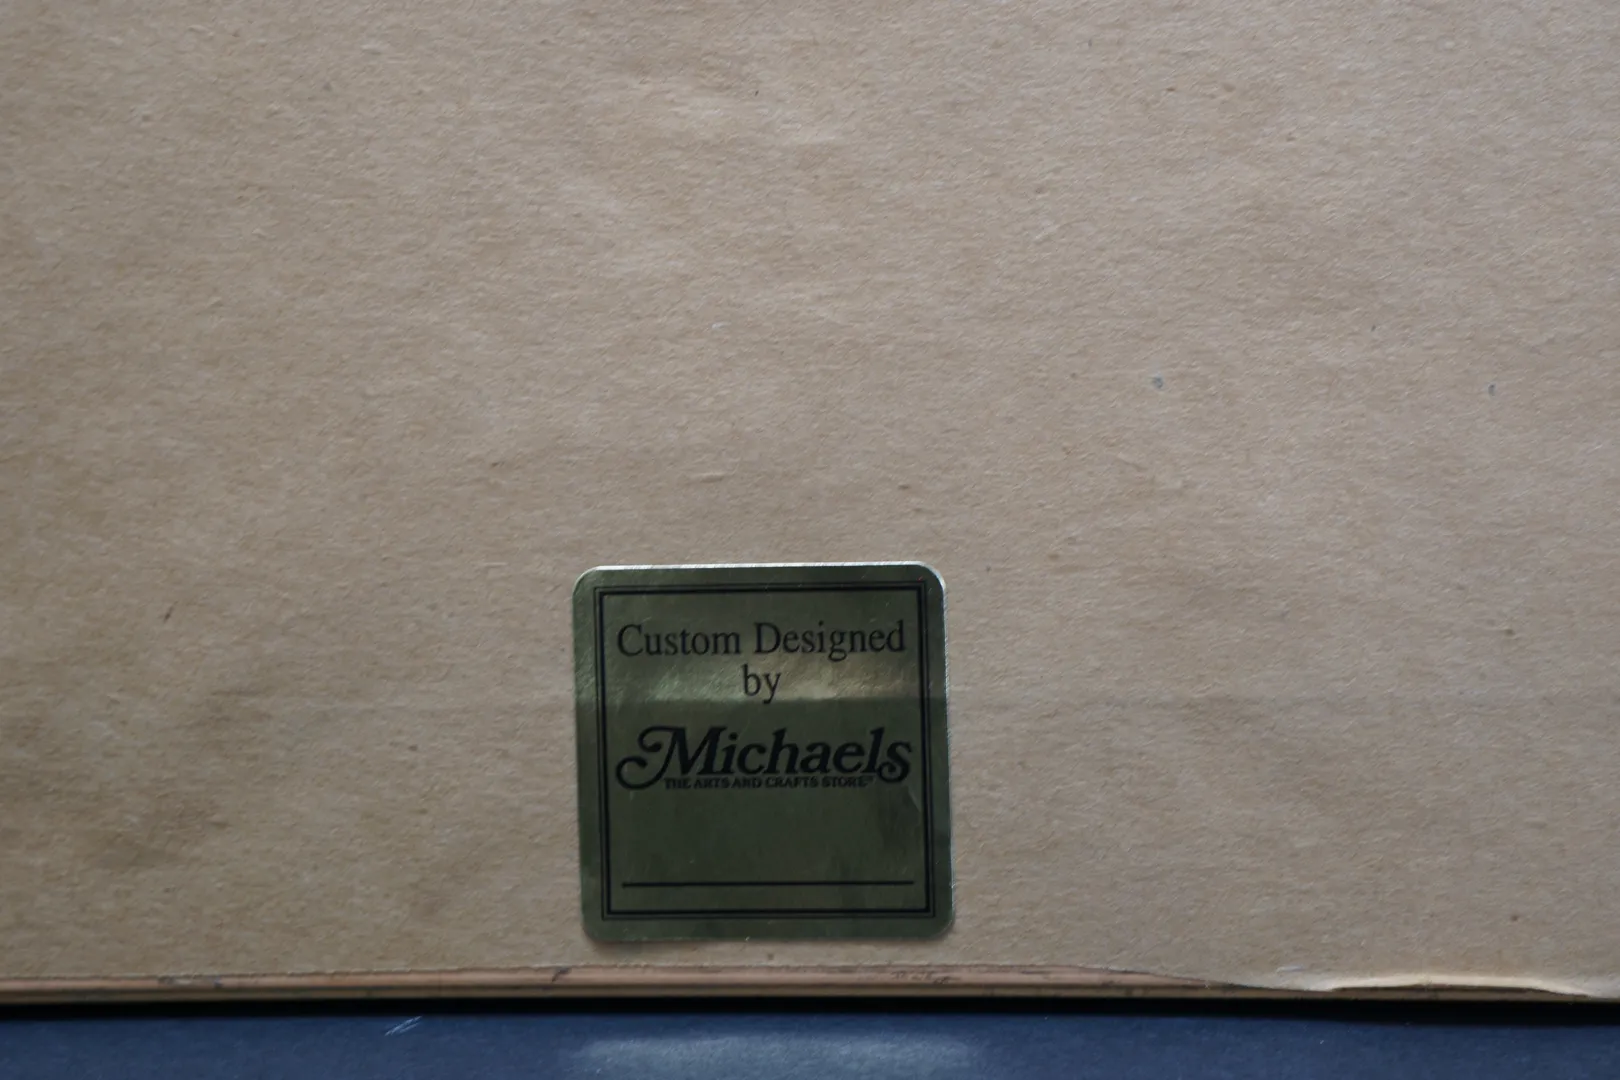 Custom Designed
by
Michaels
THE ARTS AND CRAFTS STORE®